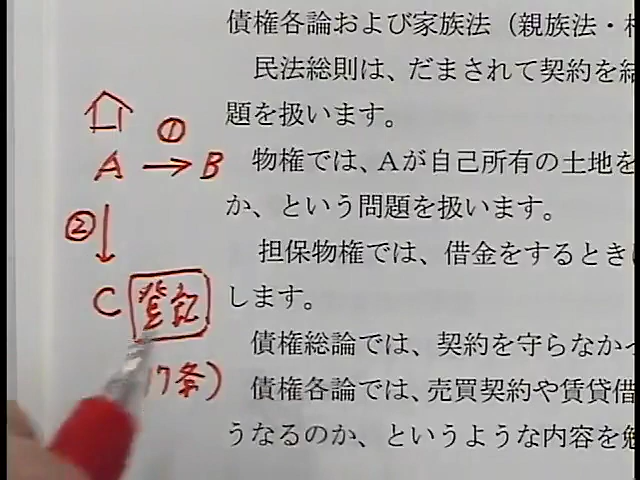 債権各論および家族法（親族法・
民法総則は、だまされて契約を結
題を扱います。
物権では、Aが自己所有の土地を
か、という問題を扱います。
担保物権では、借金をするとき
します。
債権総論では、契約を守らなかっ
債権各論では、売買契約や賃貸借
うなるのか、というような内容を勉
①
A → B
②
C 登記
7条）